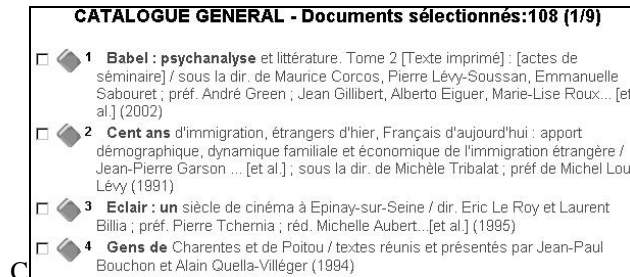 CATALOGUE GENERAL - Documents sélectionnés:108 (1/9)
1 Babel : psychanalyse et littérature. Tome 2 [Texte imprimé] : [actes de
séminaire] / sous la dir. de Maurice Corcos, Pierre Lévy-Soussan, Emmanuelle
Sabouret ; préf. André Green ; Jean Gillibert, Alberto Eiguer, Marie-Lise Roux... [et
al.] (2002)
2 Cent ans d'immigration, étrangers d'hier, Français d'aujourd'hui : apport
démographique, dynamique familiale et économique de l'immigration étrangère /
Jean-Pierre Garson ... [et al.] ; sous la dir. de Michèle Tribalat ; préf de Michel Lou
Lévy (1991)
3 Eclair : un siècle de cinéma à Epinay-sur-Seine / dir. Eric Le Roy et Laurent
Billia ; préf. Pierre Tchernia ; réd. Michelle Aubert...[et al.] (1995)
4 Gens de Charentes et de Poitou / textes réunis et présentés par Jean-Paul
Bouchon et Alain Quella-Villéger (1994)
C